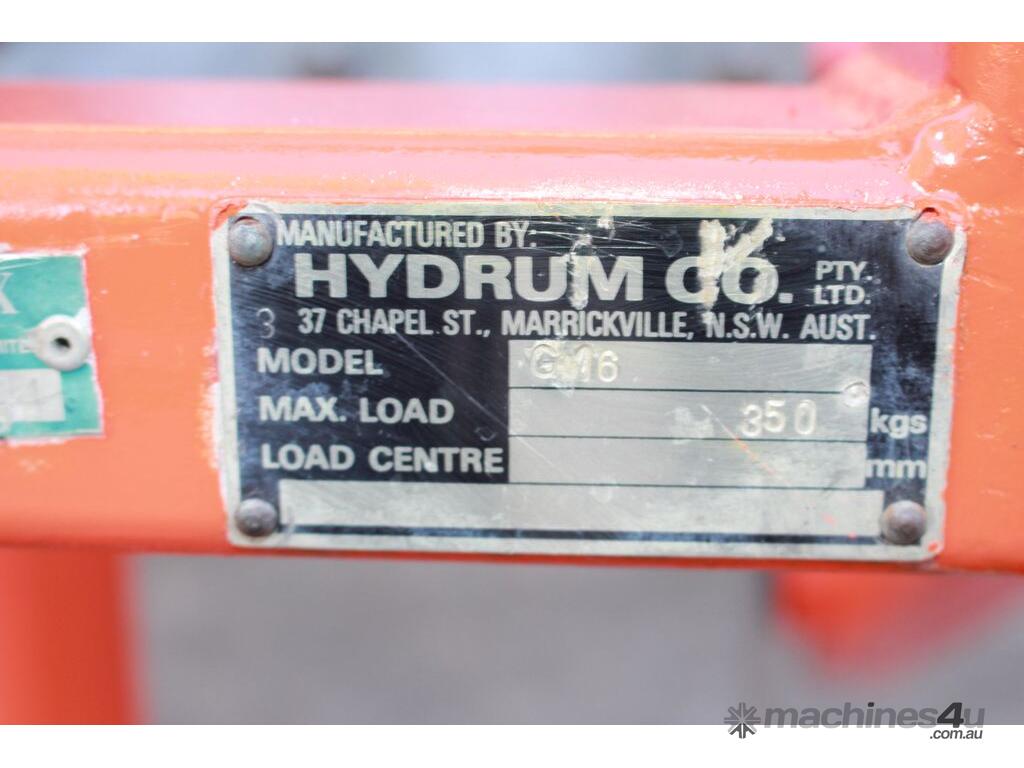 MANUFACTURED BY:
HYDRUM CO. PTY. LTD.
3 37 CHAPEL ST., MARRICKVILLE, N.S.W. AUST.
MODEL G 16
MAX. LOAD 350 kgs
LOAD CENTRE mm
X
machines4u
.com.au